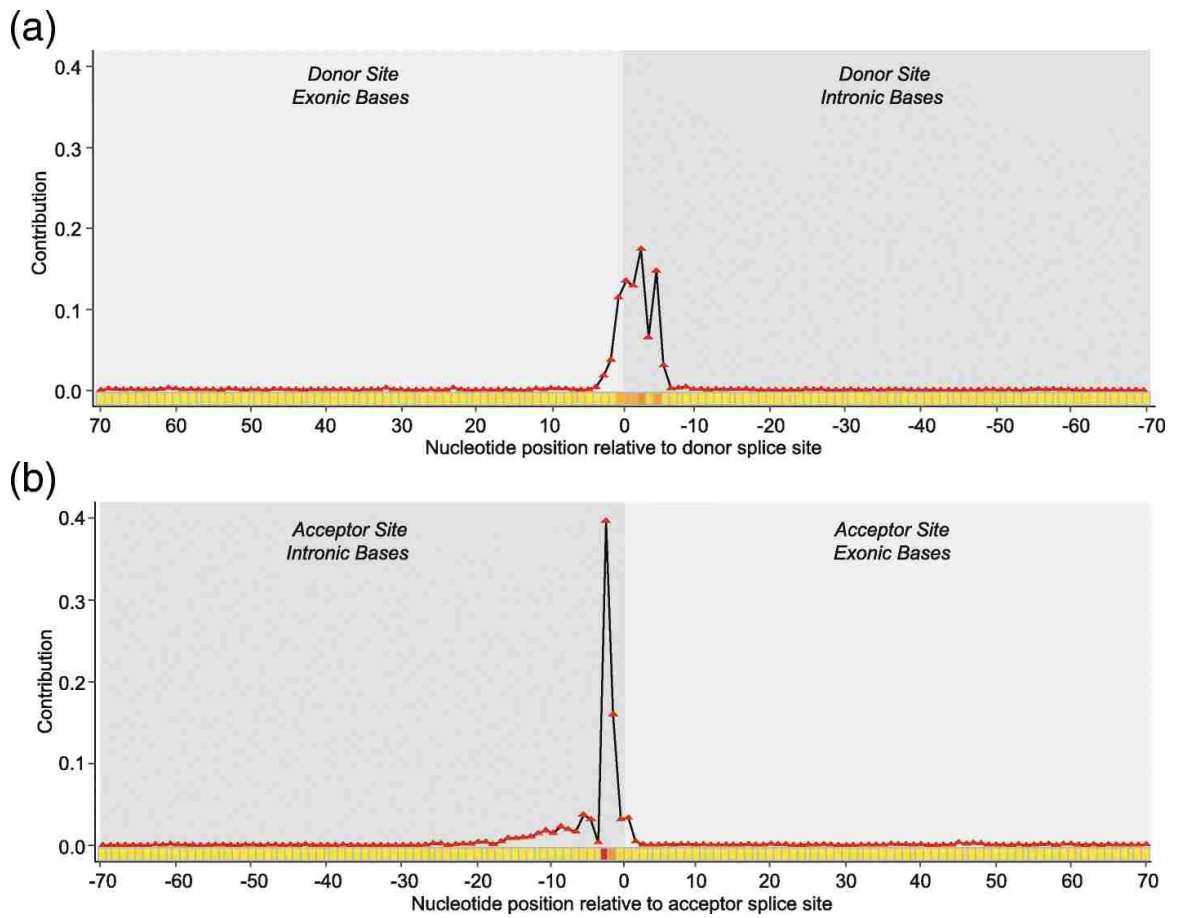 (a)
0.4
Donor Site
Exonic Bases
Donor Site
Intronic Bases
0.3
Contribution
0.2
0.1
0.0
70 60 50 40 30 20 10 0 -10 -20 -30 -40 -50 -60 -70
Nucleotide position relative to donor splice site
(b)
0.4
Acceptor Site
Intronic Bases
Acceptor Site
Exonic Bases
0.3
Contribution
0.2
0.1
0.0
-70 -60 -50 -40 -30 -20 -10 0 10 20 30 40 50 60 70
Nucleotide position relative to acceptor splice site